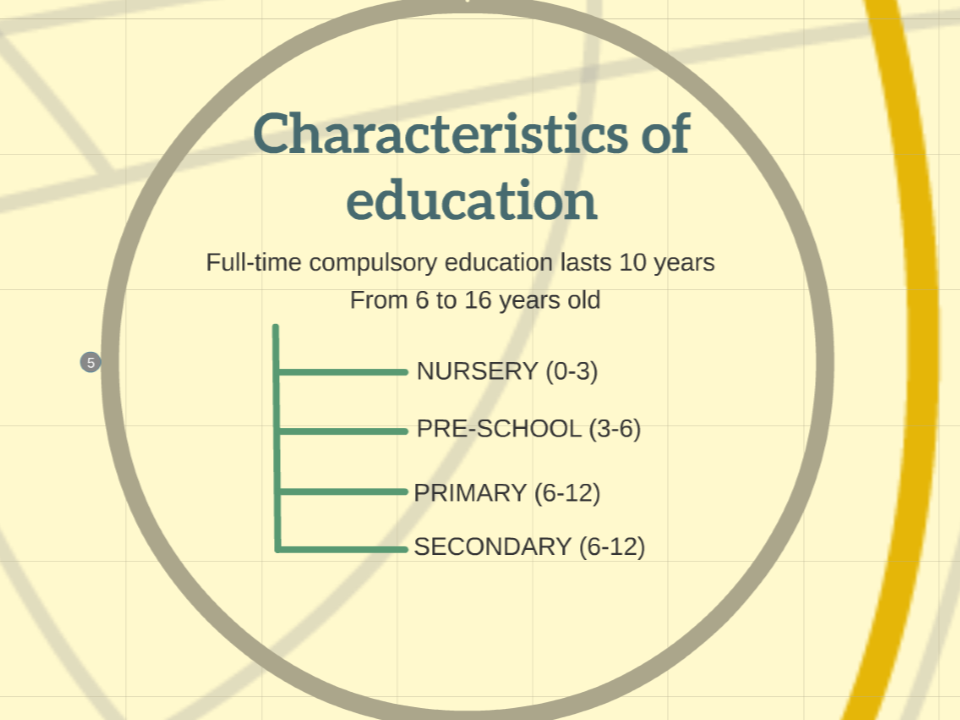 Characteristics of
education
Full-time compulsory education lasts 10 years
From 6 to 16 years old
5
NURSERY (0-3)
PRE-SCHOOL (3-6)
PRIMARY (6-12)
SECONDARY (6-12)